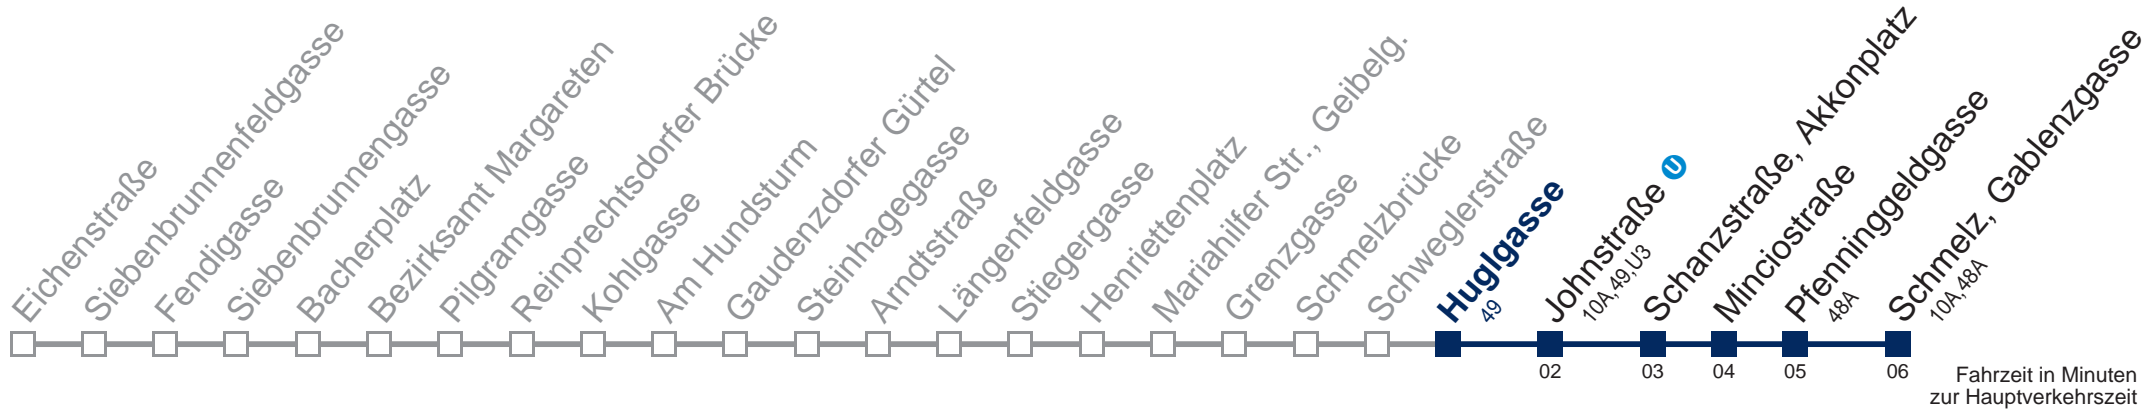 Eichenstraße
Siebenbrunnenfeldgasse
Fendigasse
Siebenbrunnengasse
Bacherplatz
Bezirksamt Margareten
Pilgramgasse
Reinprechtsdorfer Brücke
Kohlgasse
Am Hundsturm
Gaudenzdorfer Gürtel
Steinhagegasse
Arndtstraße
Längenfeldgasse
Stiegergasse
Henriettenplatz
Mariahilfer Str., Geibelg.
Grenzgasse
Schmelzbrücke
Schweglerstraße
Huglgasse
49
Johnstraße U
10A,49,U3
Schanzstraße, Akkonplatz
Minciostraße
Pfenninggeldgasse
48A
Schmelz, Gablenzgasse
10A,48A
02 03 04 05 06
Fahrzeit in Minuten
zur Hauptverkehrszeit